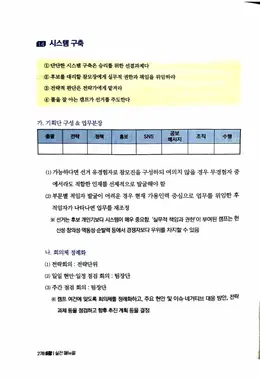 1-4 시스템 구축
① 탄탄한 시스템 구축은 승리를 위한 선결과제다
② 후보를 대리할 참모장에게 실무적 권한과 책임을 위임하라
③ 전략적 판단은 전략가에게 맡겨라
④ 룰을 잘 아는 캠프가 선거를 주도한다
가. 기획단 구성 & 업무분장
총괄 전략 정책 홍보 SNS 공보 메시지 조직 수행
(1) 가능하다면 선거 유경험자로 참모진을 구성하되 여의치 않을 경우 무경험자 중
에서라도 적합한 인재를 선제적으로 발굴해야 함
(2) 부문별 적임자 발굴이 어려운 경우 현재 가용인력 중심으로 업무를 위임한 후
적임자가 나타나면 업무를 재조정
※ 선거는 후보 개인기보다 시스템이 매우 중요함. '실무적 책임과 권한'이 부여된 캠프는 헌
신성·창의성·역동성·순발력 등에서 경쟁자보다 우위를 차지할 수 있음
나. 회의체 정례화
(1) 전략회의 : 전략단위
(2) 일일 현안·일정 점검 회의 : 팀장단
(3) 주간 점검 회의 : 팀장단
※ 캠프 여건에 맞도록 회의체를 정례화하고, 주요 현안 및 이슈·네거티브 대응 방안, 전략
과제 등을 점검하고 향후 추진 계획 등을 결정
실전 매뉴얼